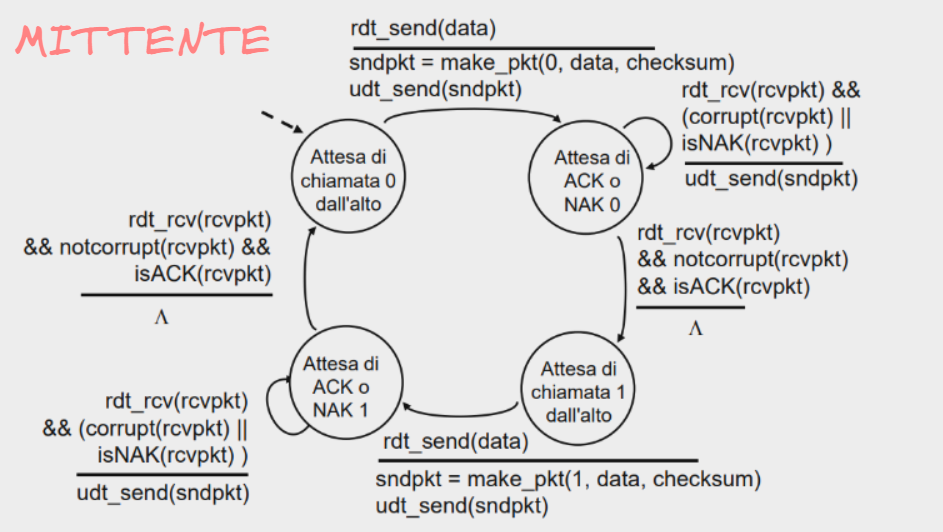 MITTENTE
rdt_send(data)
sndpkt = make_pkt(0, data, checksum)
udt_send(sndpkt)
rdt_rcv(rcvpkt) &&
(corrupt(rcvpkt) ||
isNAK(rcvpkt) )
udt_send(sndpkt)
Attesa di
chiamata 0
dall'alto
Attesa di
ACK o
NAK 0
rdt_rcv(rcvpkt)
&& notcorrupt(rcvpkt) &&
isACK(rcvpkt)
Λ
rdt_rcv(rcvpkt)
&& notcorrupt(rcvpkt)
&& isACK(rcvpkt)
Λ
Attesa di
ACK o
NAK 1
Attesa di
chiamata 1
dall'alto
rdt_rcv(rcvpkt)
&& (corrupt(rcvpkt) ||
isNAK(rcvpkt) )
udt_send(sndpkt)
rdt_send(data)
sndpkt = make_pkt(1, data, checksum)
udt_send(sndpkt)